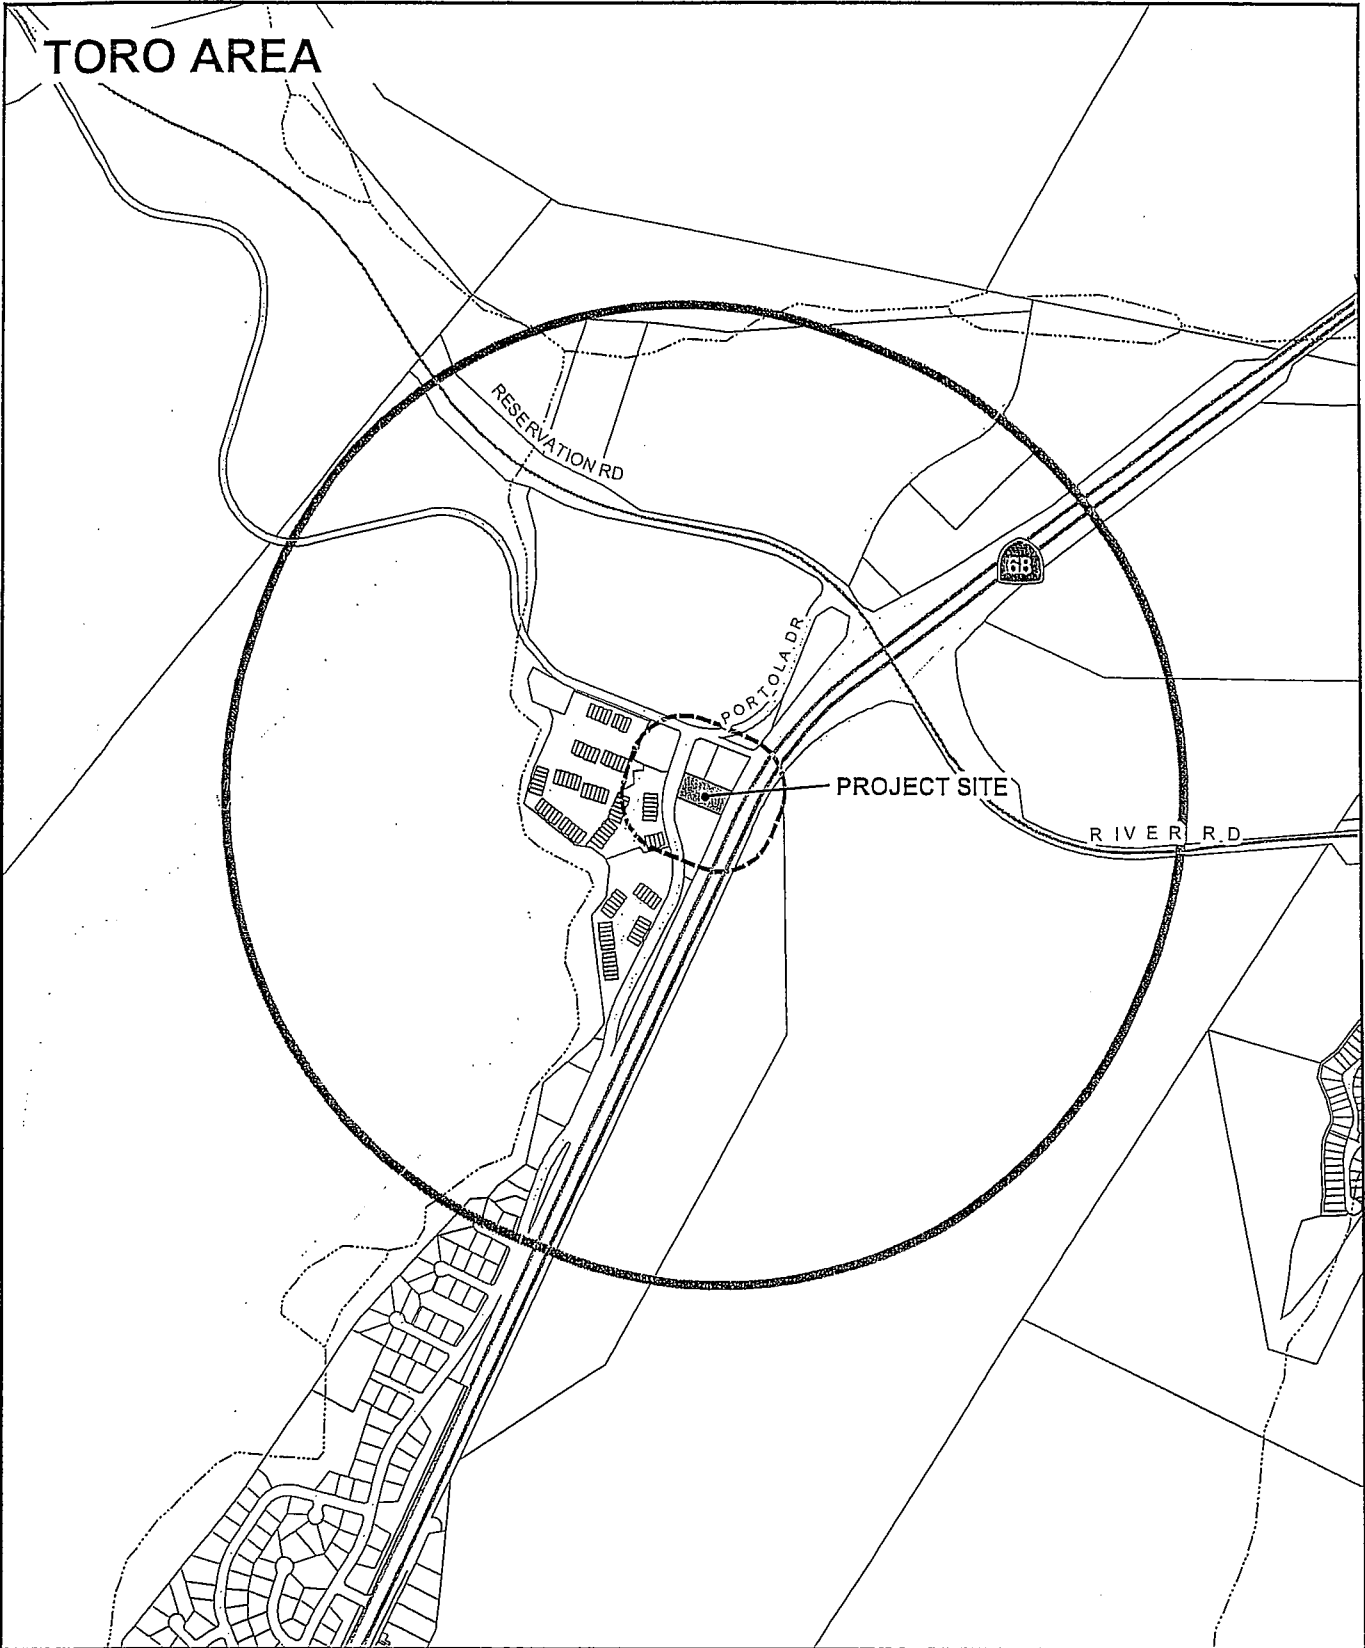 TORO AREA
RESERVATION RD
68
PORTOLA DR
PROJECT SITE
RIVER RD